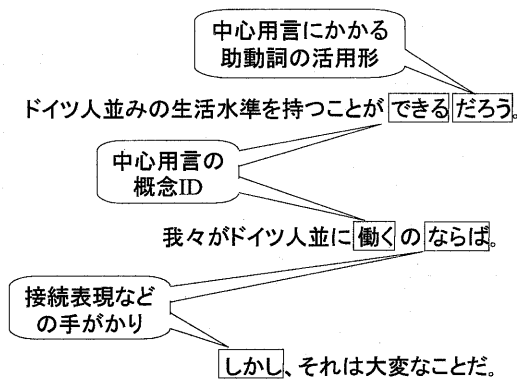 中心用言にかかる
助動詞の活用形
ドイツ人並みの生活水準を持つことができるだろう。
中心用言の
概念ID
我々がドイツ人並に働くのならば。
接続表現など
の手がかり
しかし、それは大変なことだ。